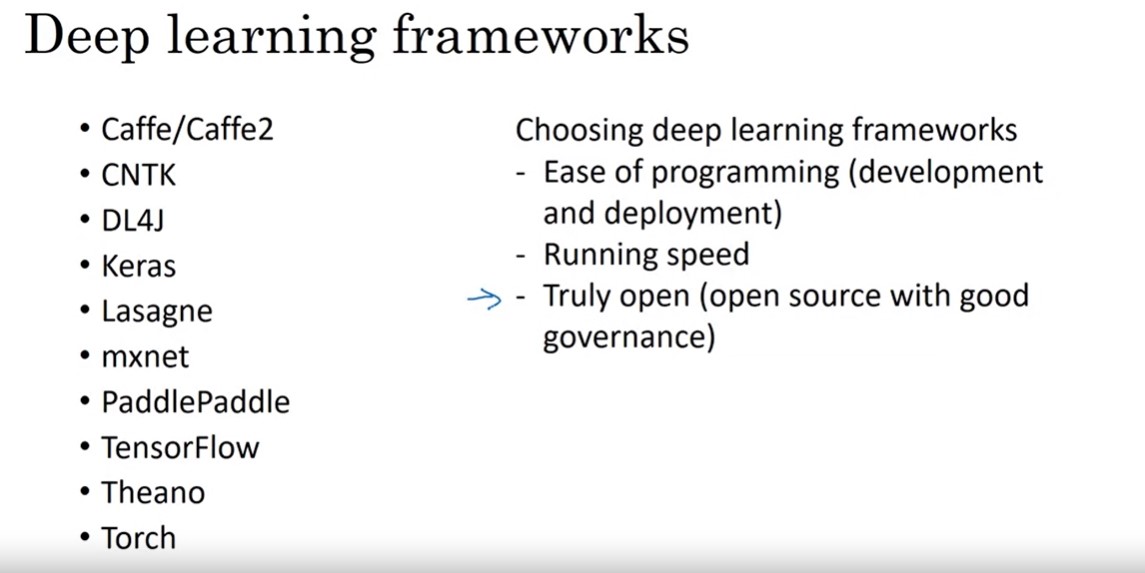 Deep learning frameworks
• Caffe/Caffe2
• CNTK
• DL4J
• Keras
• Lasagne
• mxnet
• PaddlePaddle
• TensorFlow
• Theano
• Torch
Choosing deep learning frameworks
- Ease of programming (development
and deployment)
- Running speed
- Truly open (open source with good
governance)